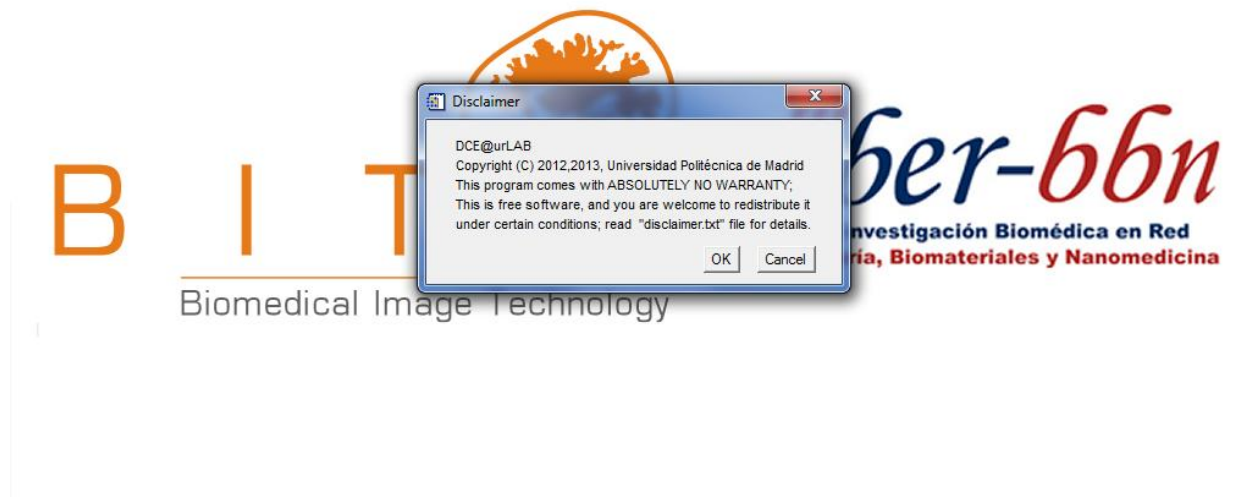 Disclaimer
DCE@urLAB
Copyright (C) 2012,2013, Universidad Politécnica de Madrid
This program comes with ABSOLUTELY NO WARRANTY;
This is free software, and you are welcome to redistribute it
under certain conditions; read "disclaimer.txt" file for details.
OK Cancel
B I T
Biomedical Image Technology
ber-bbn
nvestigación Biomédica en Red
ría, Biomateriales y Nanomedicina